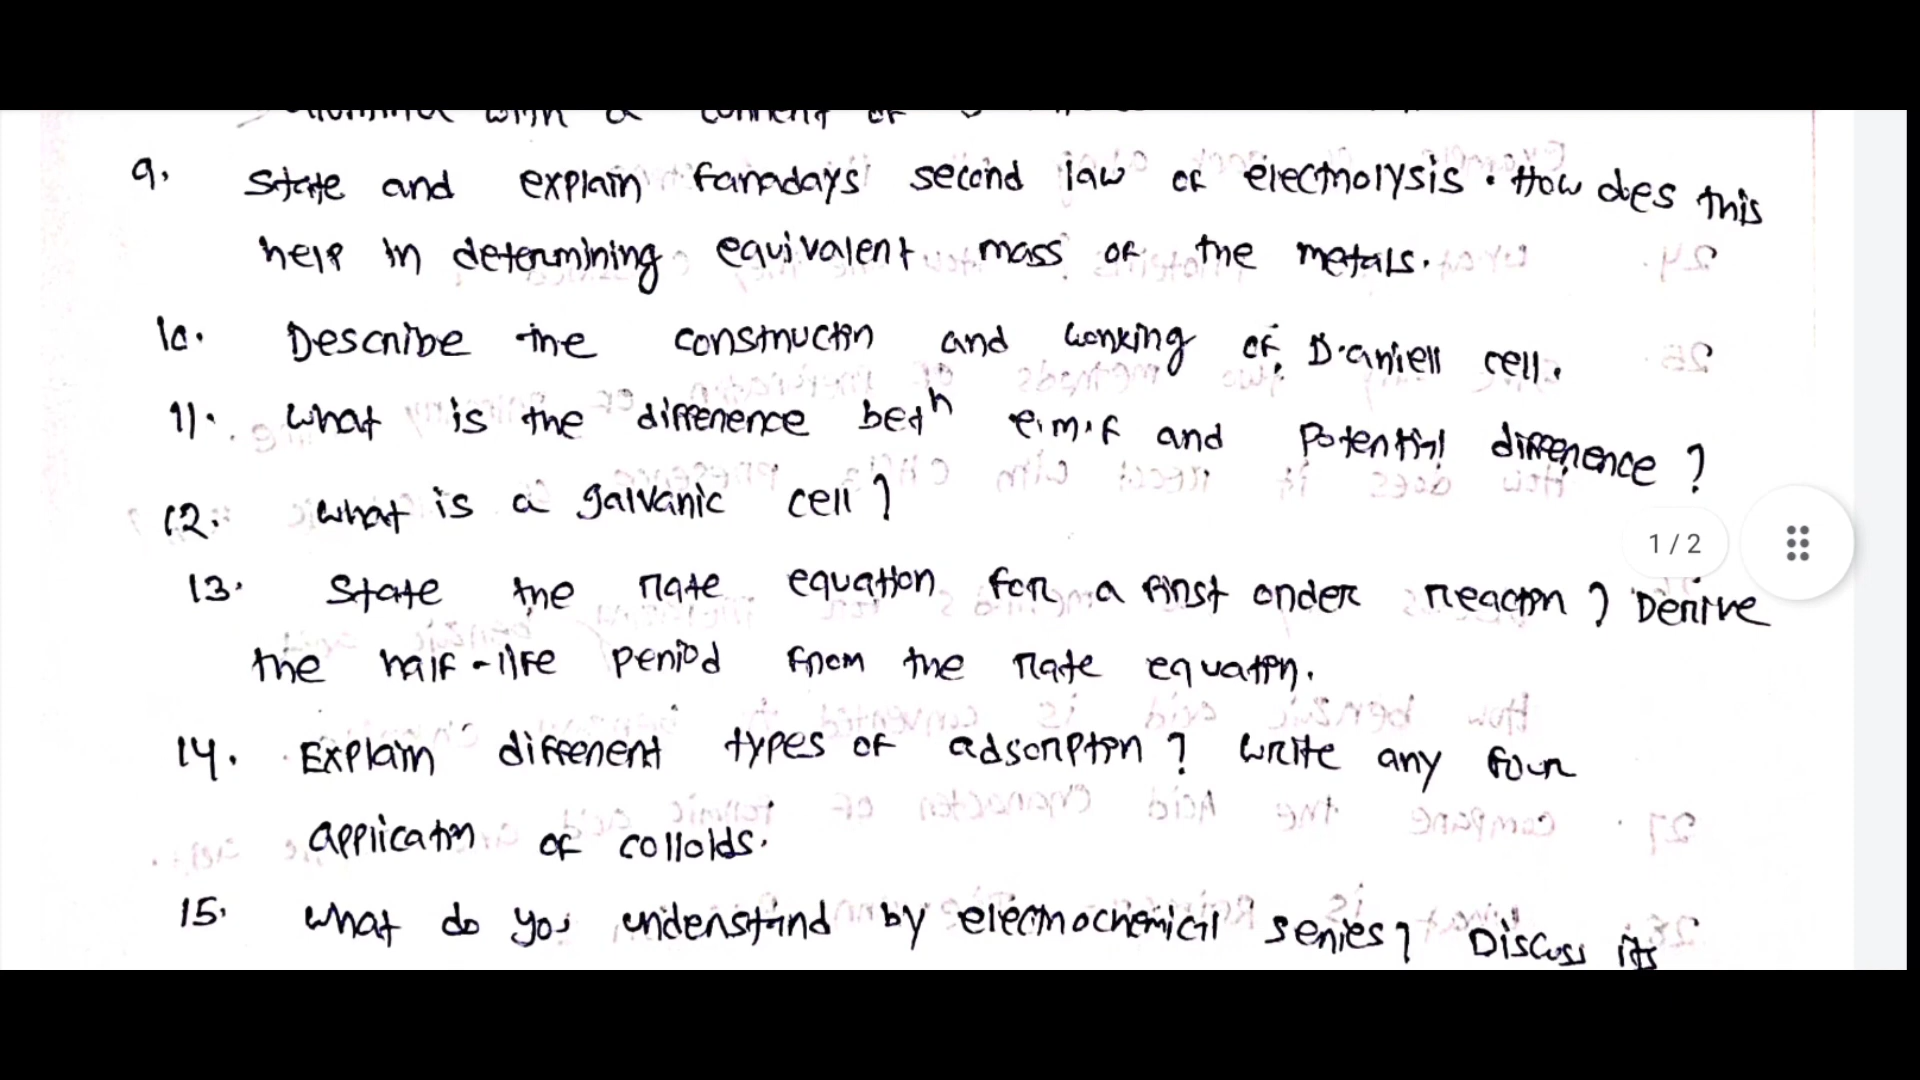 with a current of
9. State and explain faradays second law of electrolysis. How does this
help in determining equivalent mass of the metals.
10. Describe the constructin and working of Daniell cell.
11. What is the difference betn e.m.f and potential difference?
12. What is a galvanic cell?
13. State the rate equation for a first order reaction? Derive
the half-life period from the rate equation.
14. Explain different types of adsorption? Write any four
application of colloids.
15. What do you understand by electrochemical series? Discuss its
1 / 2